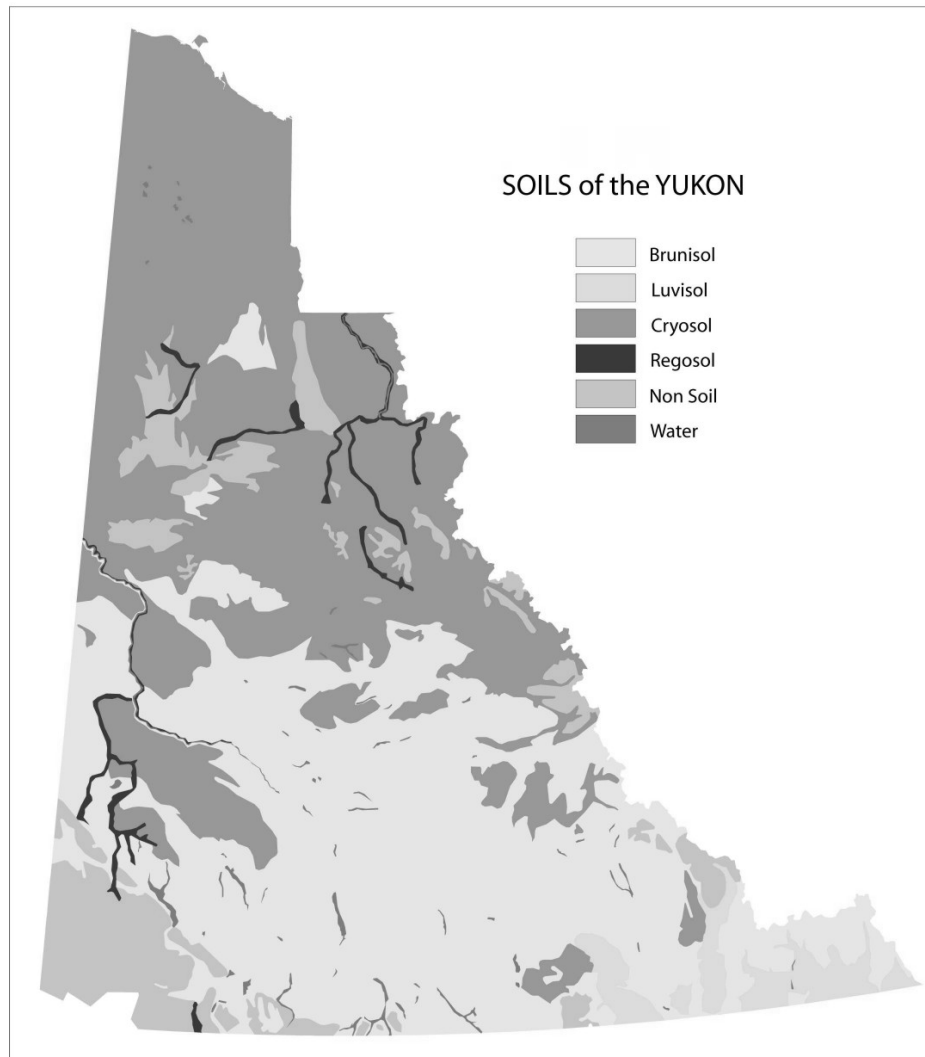 SOILS of the YUKON
Brunisol
Luvisol
Cryosol
Regosol
Non Soil
Water